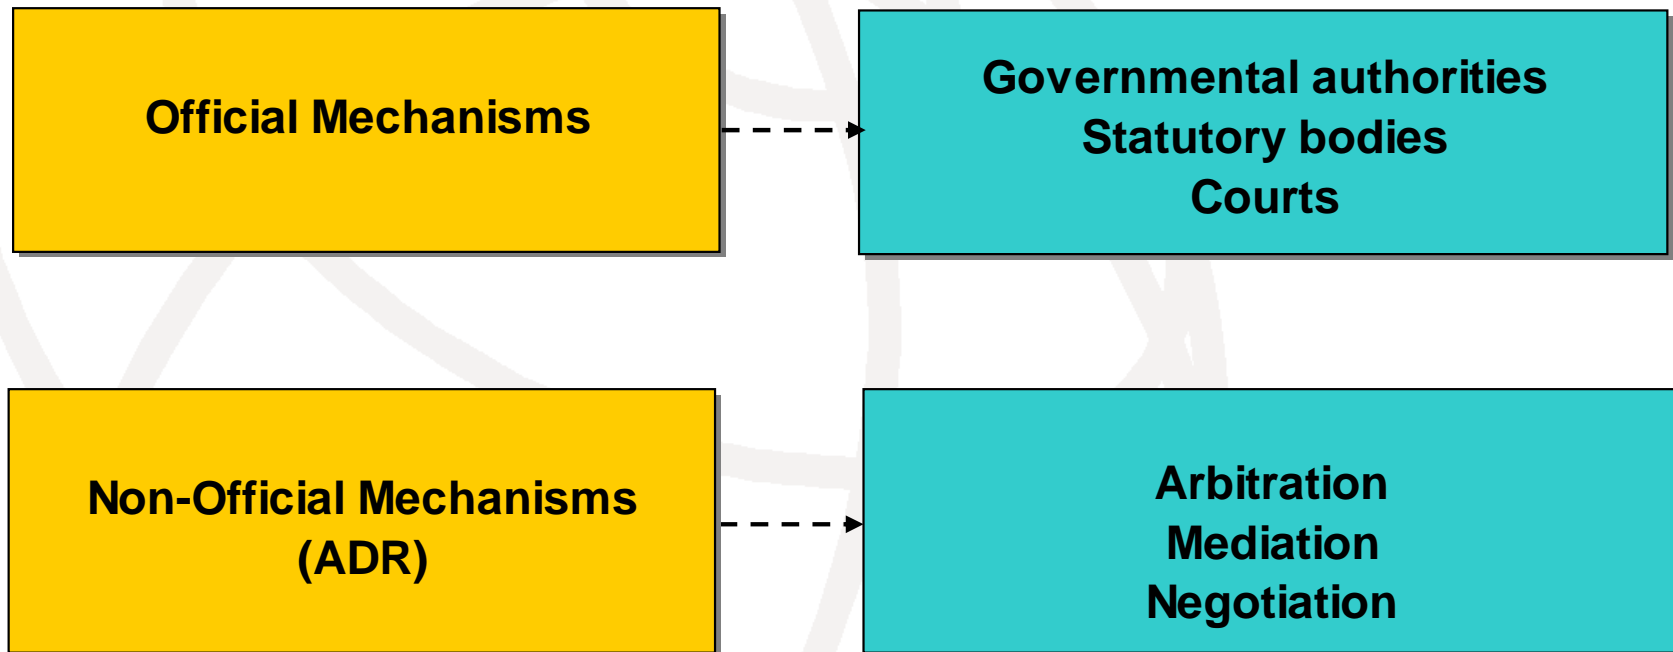 Official Mechanisms
Governmental authorities
Statutory bodies
Courts
Non-Official Mechanisms
(ADR)
Arbitration
Mediation
Negotiation